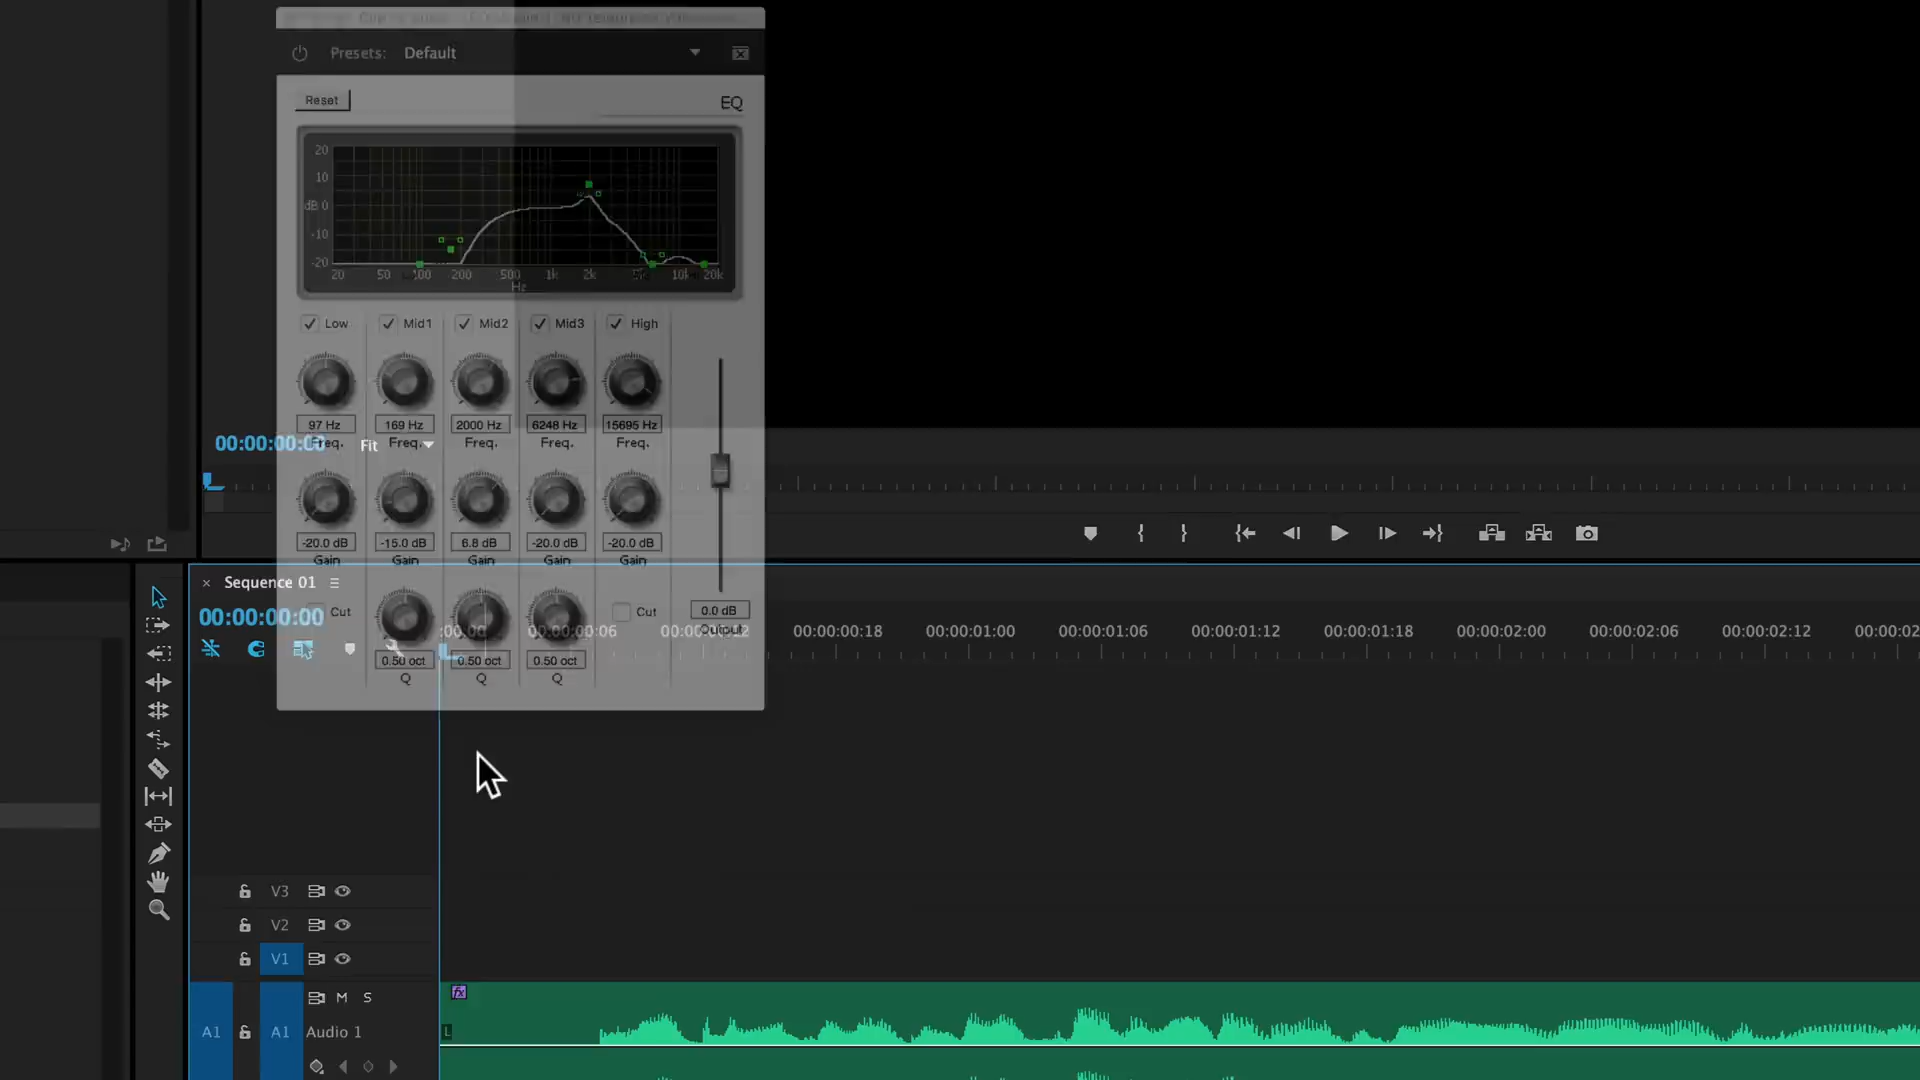 Presets: Default
Reset
EQ
20
10
dB 0
-10
-20
20 50 100 200 500 1k 2k 10k 20k
Hz
Low Mid1 Mid2 Mid3 High
97 Hz 169 Hz 2000 Hz 6248 Hz 15695 Hz
Freq. Freq. Freq. Freq. Freq.
00:00:00:00 Fit
-20.0 dB -15.0 dB 6.8 dB -20.0 dB -20.0 dB
Gain Gain Gain Gain Gain
Cut Cut
0.0 dB
Output
0.50 oct 0.50 oct 0.50 oct
Q Q Q
× Sequence 01
00:00:00:00
:00:00 00:00:00:06 00:00:00:12 00:00:00:18 00:00:01:00 00:00:01:06 00:00:01:12 00:00:01:18 00:00:02:00 00:00:02:06 00:00:02:12 00:00:02
V3
V2
V1
M S
A1 A1 Audio 1
fx
L